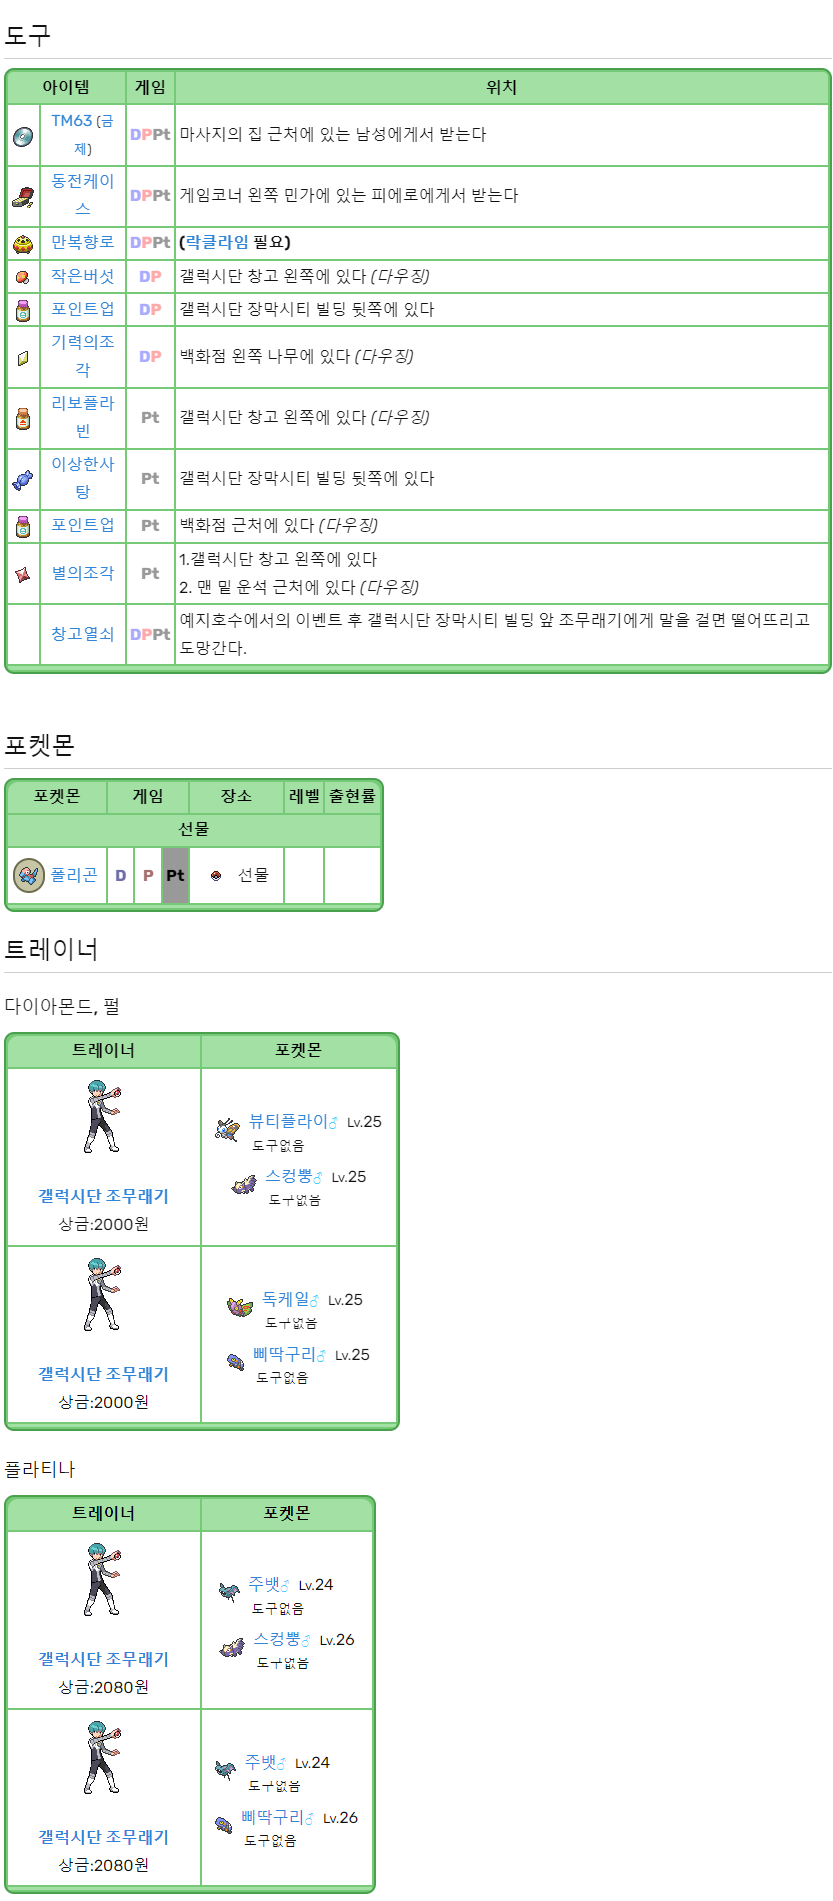 도구
아이템 게임 위치
TM63 (금
제)
DPPt 마사지의 집 근처에 있는 남성에게서 받는다
동전케이
스
DPPt 게임코너 왼쪽 민가에 있는 피에로에게서 받는다
만복향로 DPPt (락클라임 필요)
작은버섯 DP 갤럭시단 창고 왼쪽에 있다 (다우징)
포인트업 DP 갤럭시단 장막시티 빌딩 뒷쪽에 있다
기력의조
각
DP 백화점 왼쪽 나무에 있다 (다우징)
리보플라
빈
Pt 갤럭시단 창고 왼쪽에 있다 (다우징)
이상한사
탕
Pt 갤럭시단 장막시티 빌딩 뒷쪽에 있다
포인트업 Pt 백화점 근처에 있다 (다우징)
별의조각 Pt
1.갤럭시단 창고 왼쪽에 있다
2. 맨 밑 운석 근처에 있다 (다우징)
창고열쇠 DPPt
예지호수에서의 이벤트 후 갤럭시단 장막시티 빌딩 앞 조무래기에게 말을 걸면 떨어뜨리고
도망간다.
포켓몬
포켓몬 게임 장소 레벨 출현률
선물
폴리곤 D P Pt 선물
트레이너
다이아몬드, 펄
트레이너 포켓몬
갤럭시단 조무래기
상금:2000원
뷰티플라이♂ Lv.25
도구없음
스컹뿡♂ Lv.25
도구없음
갤럭시단 조무래기
상금:2000원
독케일♂ Lv.25
도구없음
삐딱구리♂ Lv.25
도구없음
플라티나
트레이너 포켓몬
갤럭시단 조무래기
상금:2080원
주뱃♂ Lv.24
도구없음
스컹뿡♂ Lv.26
도구없음
갤럭시단 조무래기
상금:2080원
주뱃♂ Lv.24
도구없음
삐딱구리♂ Lv.26
도구없음